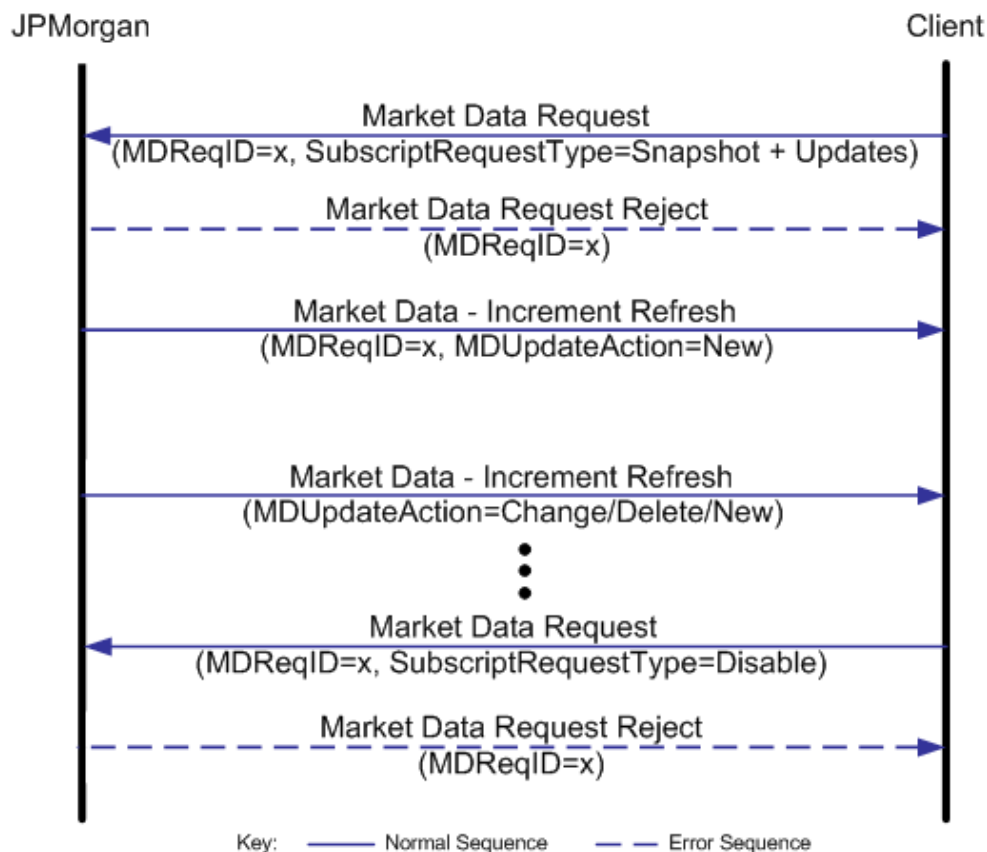 JPMorgan
Client
Market Data Request
(MDReqID=x, SubscriptRequestType=Snapshot + Updates)
Market Data Request Reject
(MDReqID=x)
Market Data - Increment Refresh
(MDReqID=x, MDUpdateAction=New)
Market Data - Increment Refresh
(MDUpdateAction=Change/Delete/New)
Market Data Request
(MDReqID=x, SubscriptRequestType=Disable)
Market Data Request Reject
(MDReqID=x)
Key: Normal Sequence Error Sequence